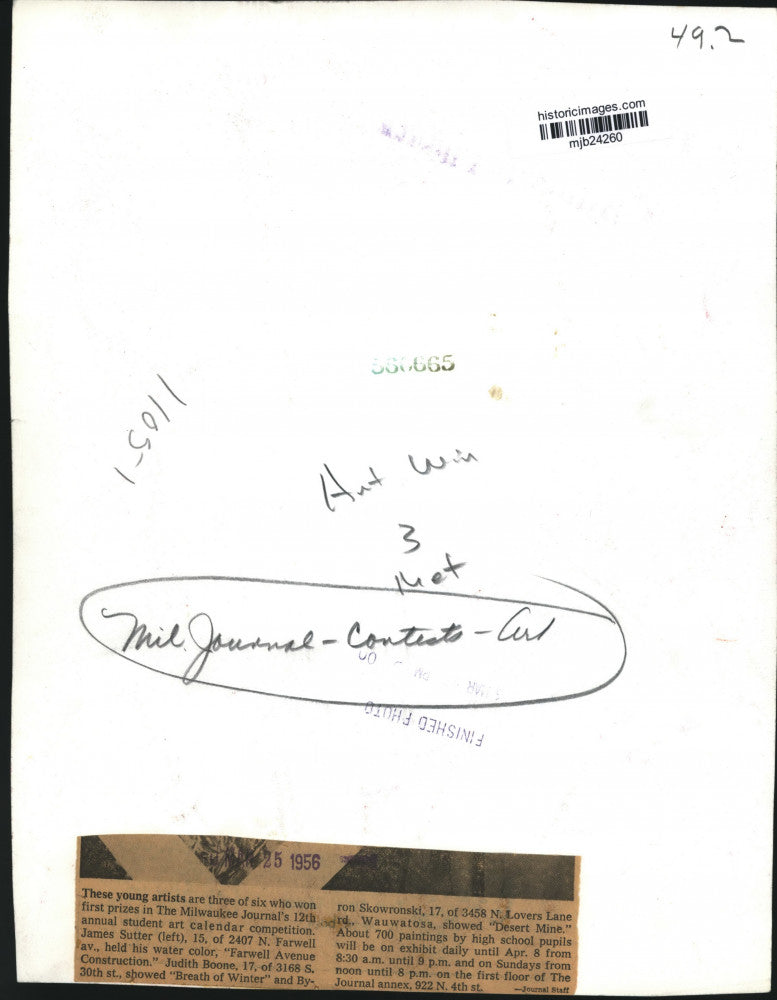 49.2
historicimages.com
mjb24260
1105-1
Art Win
3
Met
Mil. Journal - Contests - Art
FINISHED PHOTO
25 1956
These young artists are three of six who won
first prizes in The Milwaukee Journal's 12th
annual student art calendar competition.
James Sutter (left), 15, of 2407 N. Farwell
av., held his water color, "Farwell Avenue
Construction." Judith Boone, 17, of 3168 S.
30th st., showed "Breath of Winter" and By-
ron Skowronski, 17, of 3458 N. Lovers Lane
rd., Wauwatosa, showed "Desert Mine."
About 700 paintings by high school pupils
will be on exhibit daily until Apr. 8 from
8:30 a.m. until 9 p.m. and on Sundays from
noon until 8 p.m. on the first floor of The
Journal annex, 922 N. 4th st.
—Journal Staff